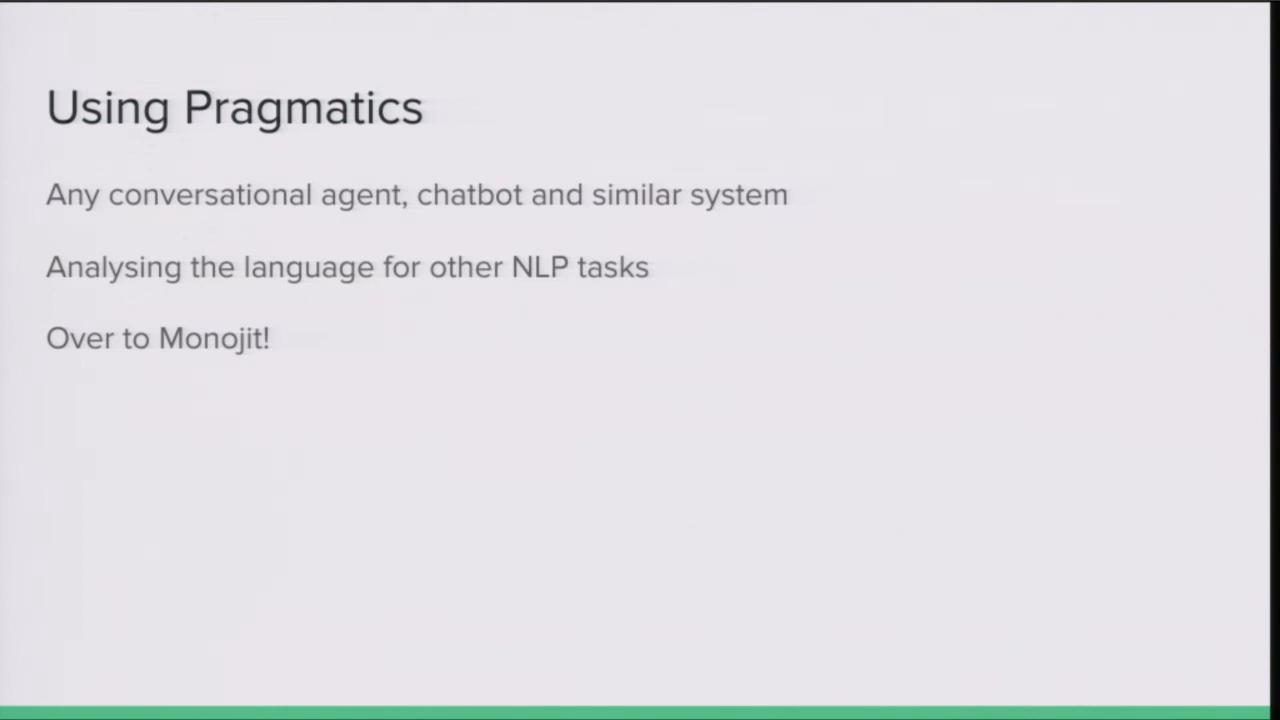 Using Pragmatics
Any conversational agent, chatbot and similar system
Analysing the language for other NLP tasks
Over to Monojit!